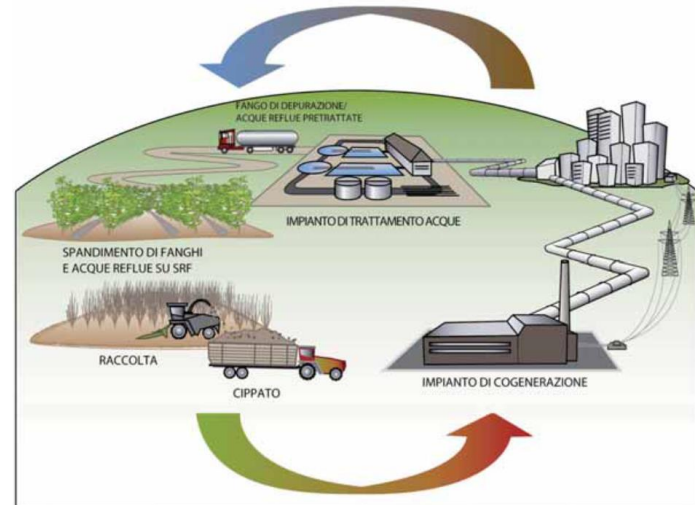 FANGO DI DEPURAZIONE/
ACQUE REFLUE PRETRATTATE
IMPIANTO DI TRATTAMENTO ACQUE
SPANDIMENTO DI FANGHI
E ACQUE REFLUE SU SRF
RACCOLTA
CIPPATO
IMPIANTO DI COGENERAZIONE